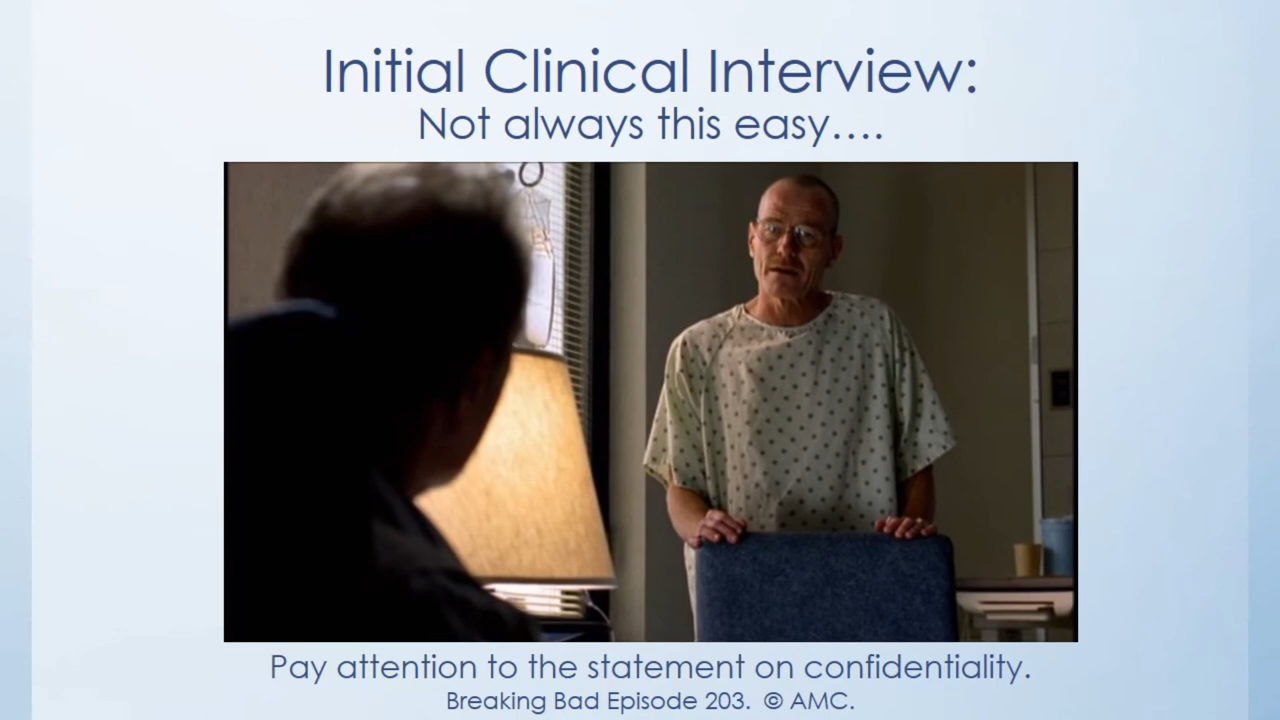 Initial Clinical Interview:
Not always this easy....
Pay attention to the statement on confidentiality.
Breaking Bad Episode 203.  © AMC.